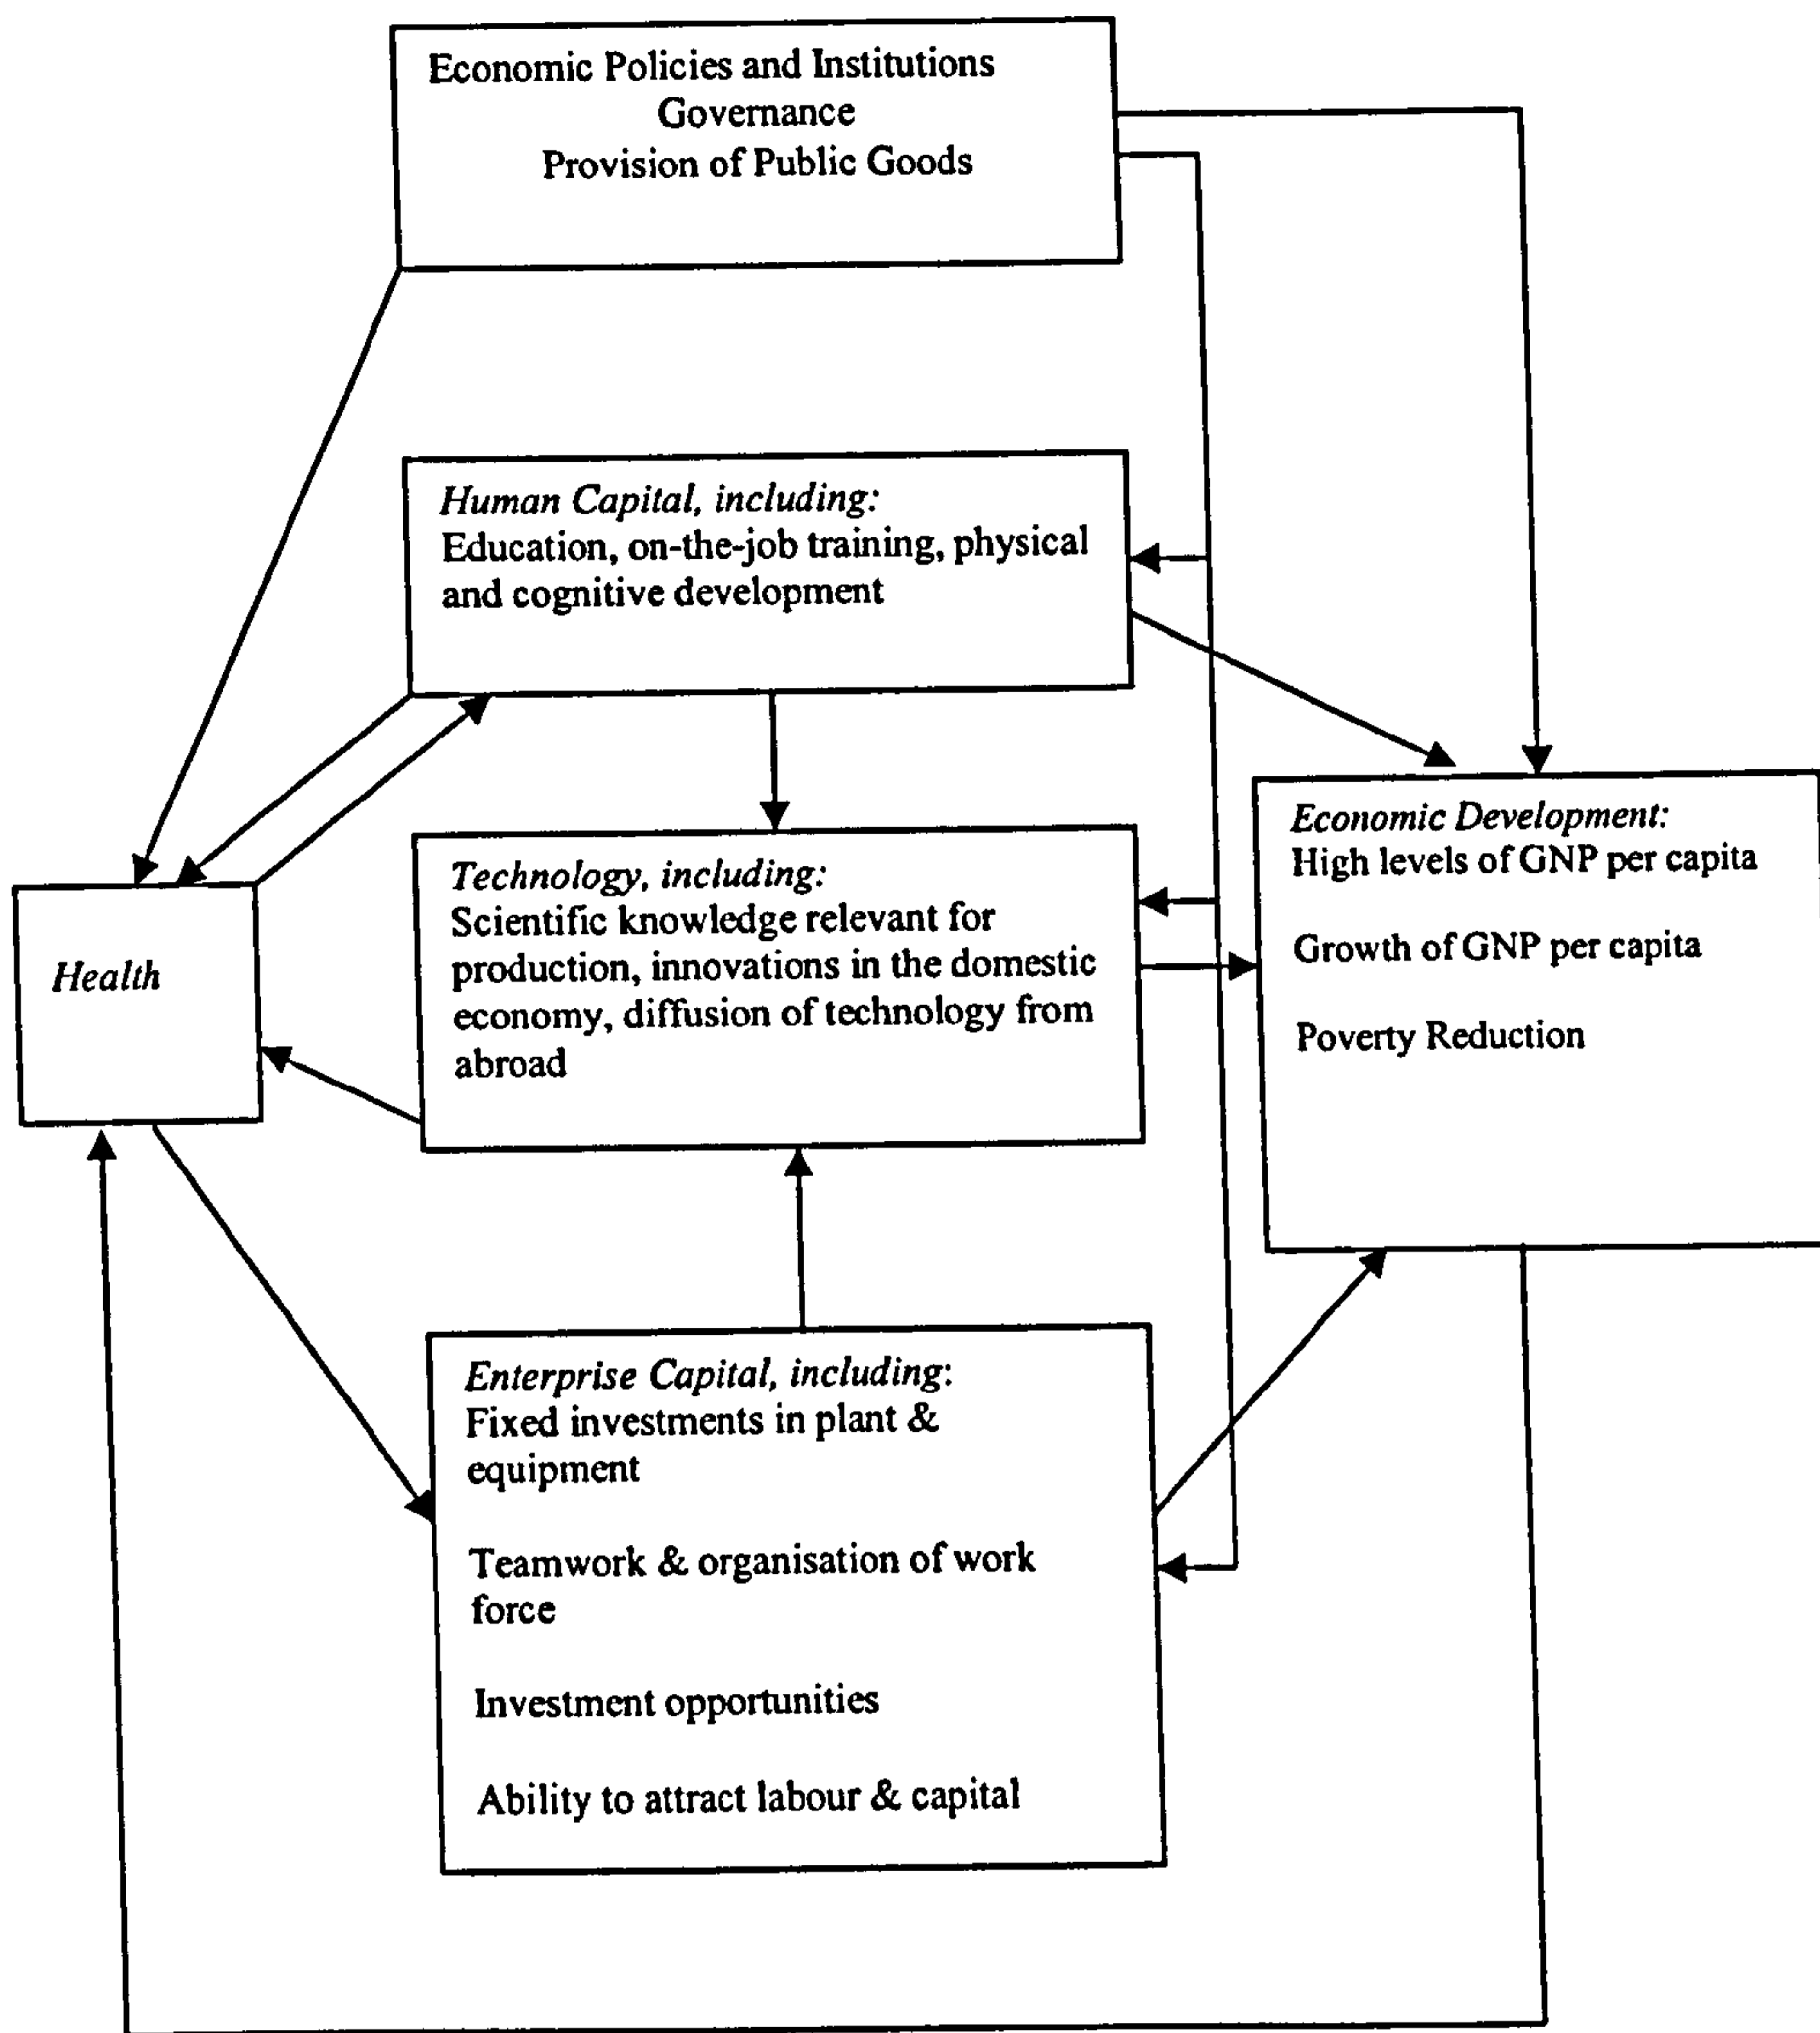 Economic Policies and Institutions
Governance
Provision of Public Goods
Human Capital, including:
Education, on-the-job training, physical
and cognitive development
Technology, including:
Scientific knowledge relevant for
production, innovations in the domestic
economy, diffusion of technology from
abroad
Health
Economic Development:
High levels of GNP per capita
Growth of GNP per capita
Poverty Reduction
Enterprise Capital, including:
Fixed investments in plant &
equipment
Teamwork & organisation of work
force
Investment opportunities
Ability to attract labour & capital